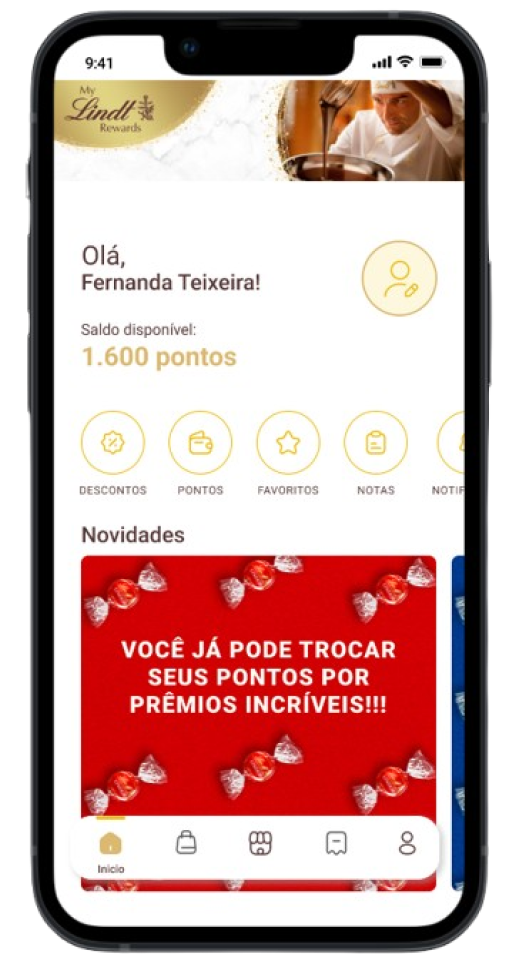 9:41
My
Lindt
Rewards
Olá,
Fernanda Teixeira!
Saldo disponível:
1.600 pontos
DESCONTOS
PONTOS
FAVORITOS
NOTAS
NOTIF
Novidades
VOCÊ JÁ PODE TROCAR
SEUS PONTOS POR
PRÊMIOS INCRÍVEIS!!!
Inicio